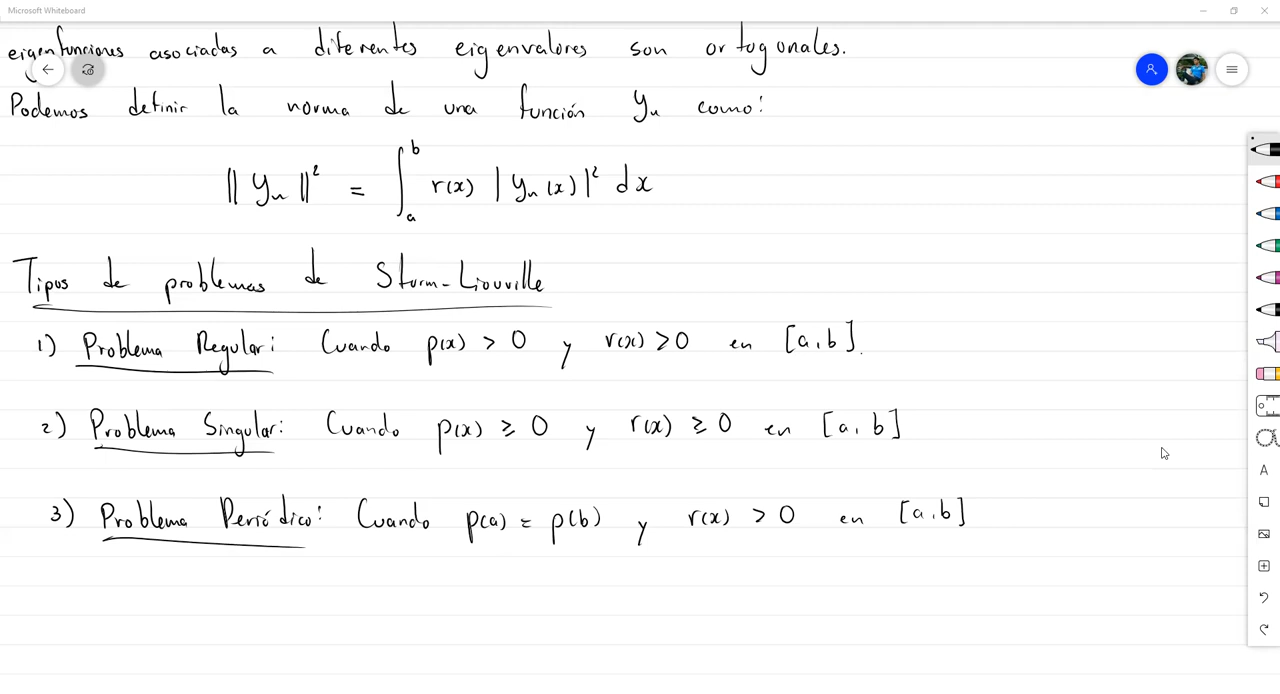 Microsoft Whiteboard
eigenfunciones asociadas a diferentes eigenvalores son ortogonales.
Podemos definir la norma de una función yₙ como:
‖yₙ‖² = ∫ₐᵇ r(x) |yₙ(x)|² dx
Tipos de problemas de Sturm-Liouville
1) Problema Regular: Cuando p(x) > 0 y r(x) > 0 en [a,b].
2) Problema Singular: Cuando p(x) ≥ 0 y r(x) ≥ 0 en [a,b]
3) Problema Periódico: Cuando p(a) = p(b) y r(x) > 0 en [a,b]
A